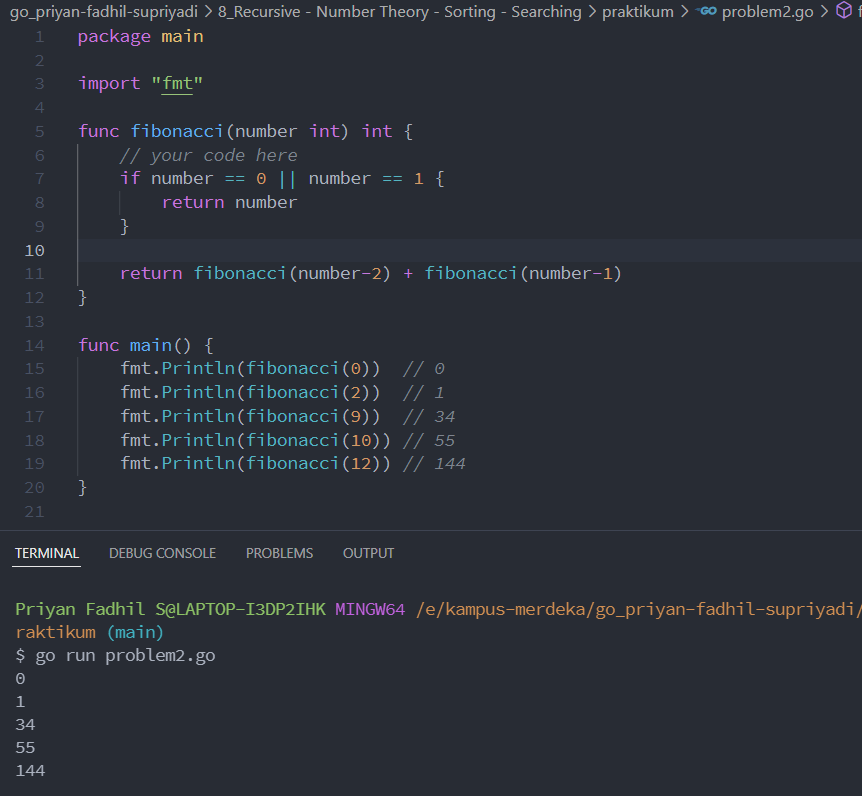 go_priyan-fadhil-supriyadi > 8_Recursive - Number Theory - Sorting - Searching > praktikum > GO problem2.go > f
1 package main
2
3 import "fmt"
4
5 func fibonacci(number int) int {
6     // your code here
7     if number == 0 || number == 1 {
8         return number
9     }
10
11     return fibonacci(number-2) + fibonacci(number-1)
12 }
13
14 func main() {
15     fmt.Println(fibonacci(0))  // 0
16     fmt.Println(fibonacci(2))  // 1
17     fmt.Println(fibonacci(9))  // 34
18     fmt.Println(fibonacci(10)) // 55
19     fmt.Println(fibonacci(12)) // 144
20 }
21
TERMINAL DEBUG CONSOLE PROBLEMS OUTPUT
Priyan Fadhil S@LAPTOP-I3DP2IHK MINGW64 /e/kampus-merdeka/go_priyan-fadhil-supriyadi/
raktikum (main)
$ go run problem2.go
0
1
34
55
144